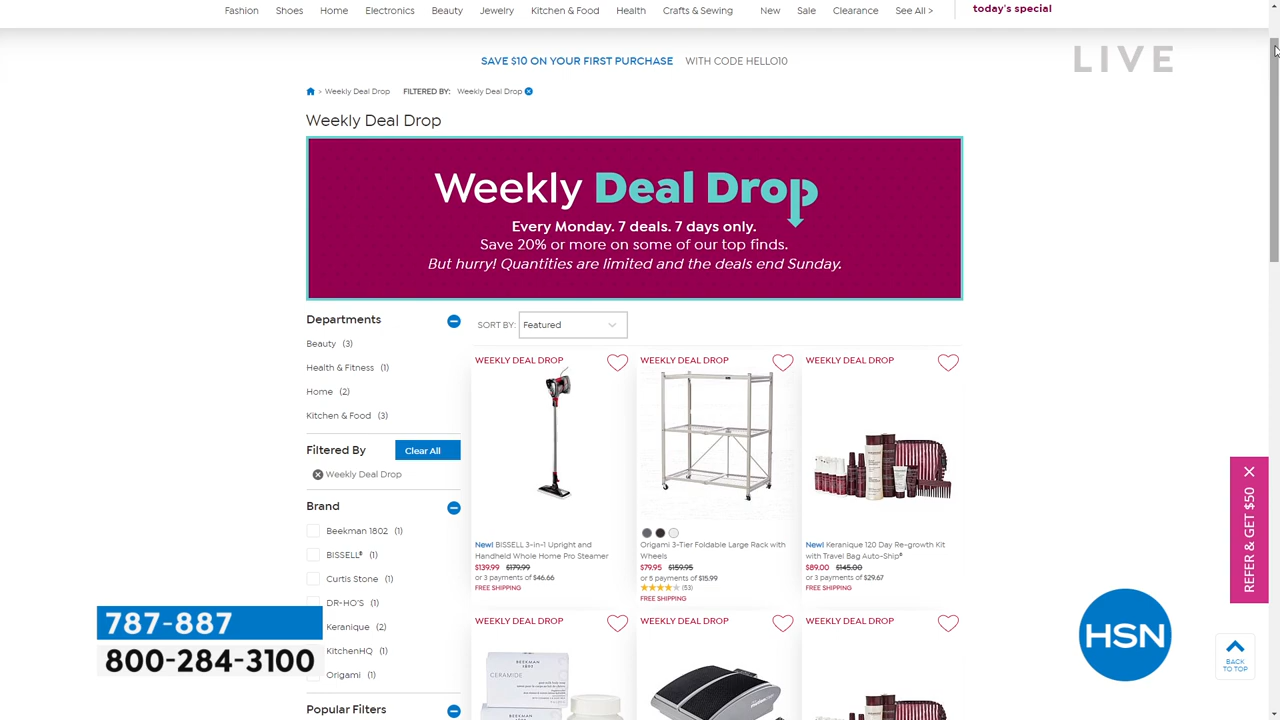 Fashion Shoes Home Electronics Beauty Jewelry Kitchen & Food Health Crafts & Sewing New Sale Clearance See All > today's special
LIVE
SAVE $10 ON YOUR FIRST PURCHASE WITH CODE HELLO10
> Weekly Deal Drop FILTERED BY: Weekly Deal Drop
Weekly Deal Drop
Weekly Deal Drop
Every Monday. 7 deals. 7 days only.
Save 20% or more on some of our top finds.
But hurry! Quantities are limited and the deals end Sunday.
Departments
Beauty (3)
Health & Fitness (1)
Home (2)
Kitchen & Food (3)
Filtered By Clear All
Weekly Deal Drop
Brand
Beekman 1802 (1)
BISSELL® (1)
Curtis Stone (1)
DR-HO'S (1)
Keranique (2)
KitchenHQ (1)
Origami (1)
Popular Filters
SORT BY: Featured
WEEKLY DEAL DROP
New! BISSELL 3-in-1 Upright and
Handheld Whole Home Pro Steamer
$139.99 $179.99
or 3 payments of $46.66
FREE SHIPPING
WEEKLY DEAL DROP
Origami 3-Tier Foldable Large Rack with
Wheels
$79.95 $159.95
or 5 payments of $15.99
(53)
FREE SHIPPING
WEEKLY DEAL DROP
New! Keranique 120 Day Re-growth Kit
with Travel Bag Auto-Ship®
$89.00 $145.00
or 3 payments of $29.67
FREE SHIPPING
WEEKLY DEAL DROP
BEEKMAN
1802
CERAMIDE
WEEKLY DEAL DROP
WEEKLY DEAL DROP
REFER & GET $50
787-887
800-284-3100
HSN
BACK
TO TOP